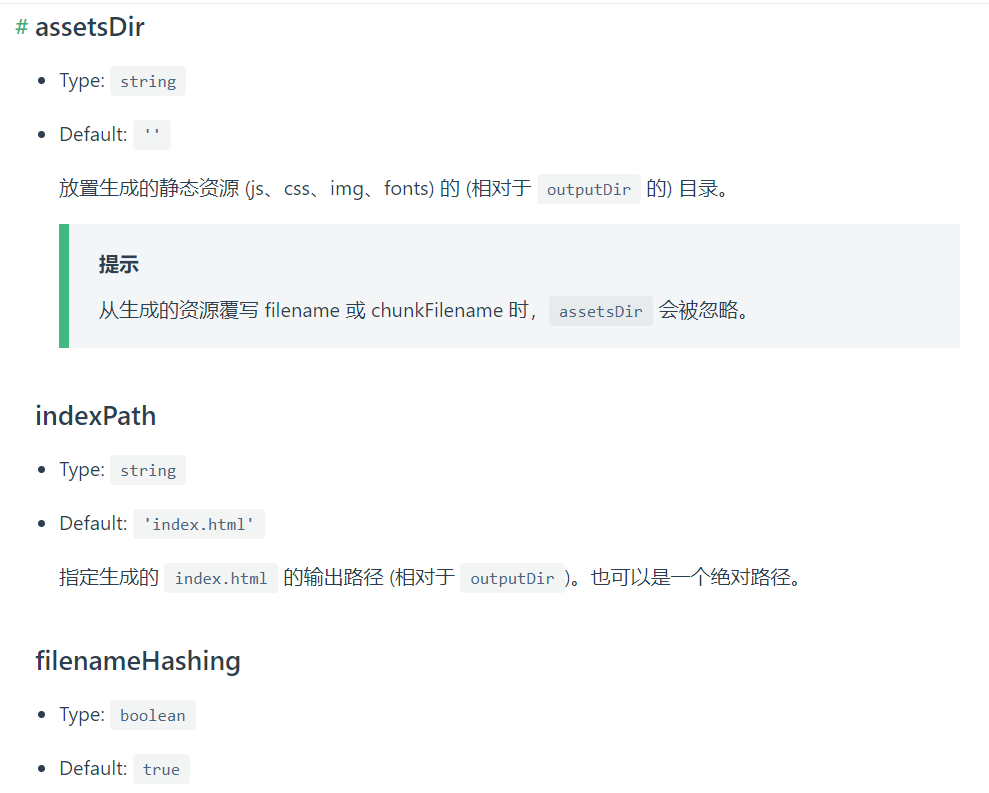 # assetsDir
Type: string
Default: ''
放置生成的静态资源 (js、css、img、fonts) 的 (相对于 outputDir 的) 目录。
提示
从生成的资源覆写 filename 或 chunkFilename 时，assetsDir 会被忽略。
indexPath
Type: string
Default: 'index.html'
指定生成的 index.html 的输出路径 (相对于 outputDir)。也可以是一个绝对路径。
filenameHashing
Type: boolean
Default: true